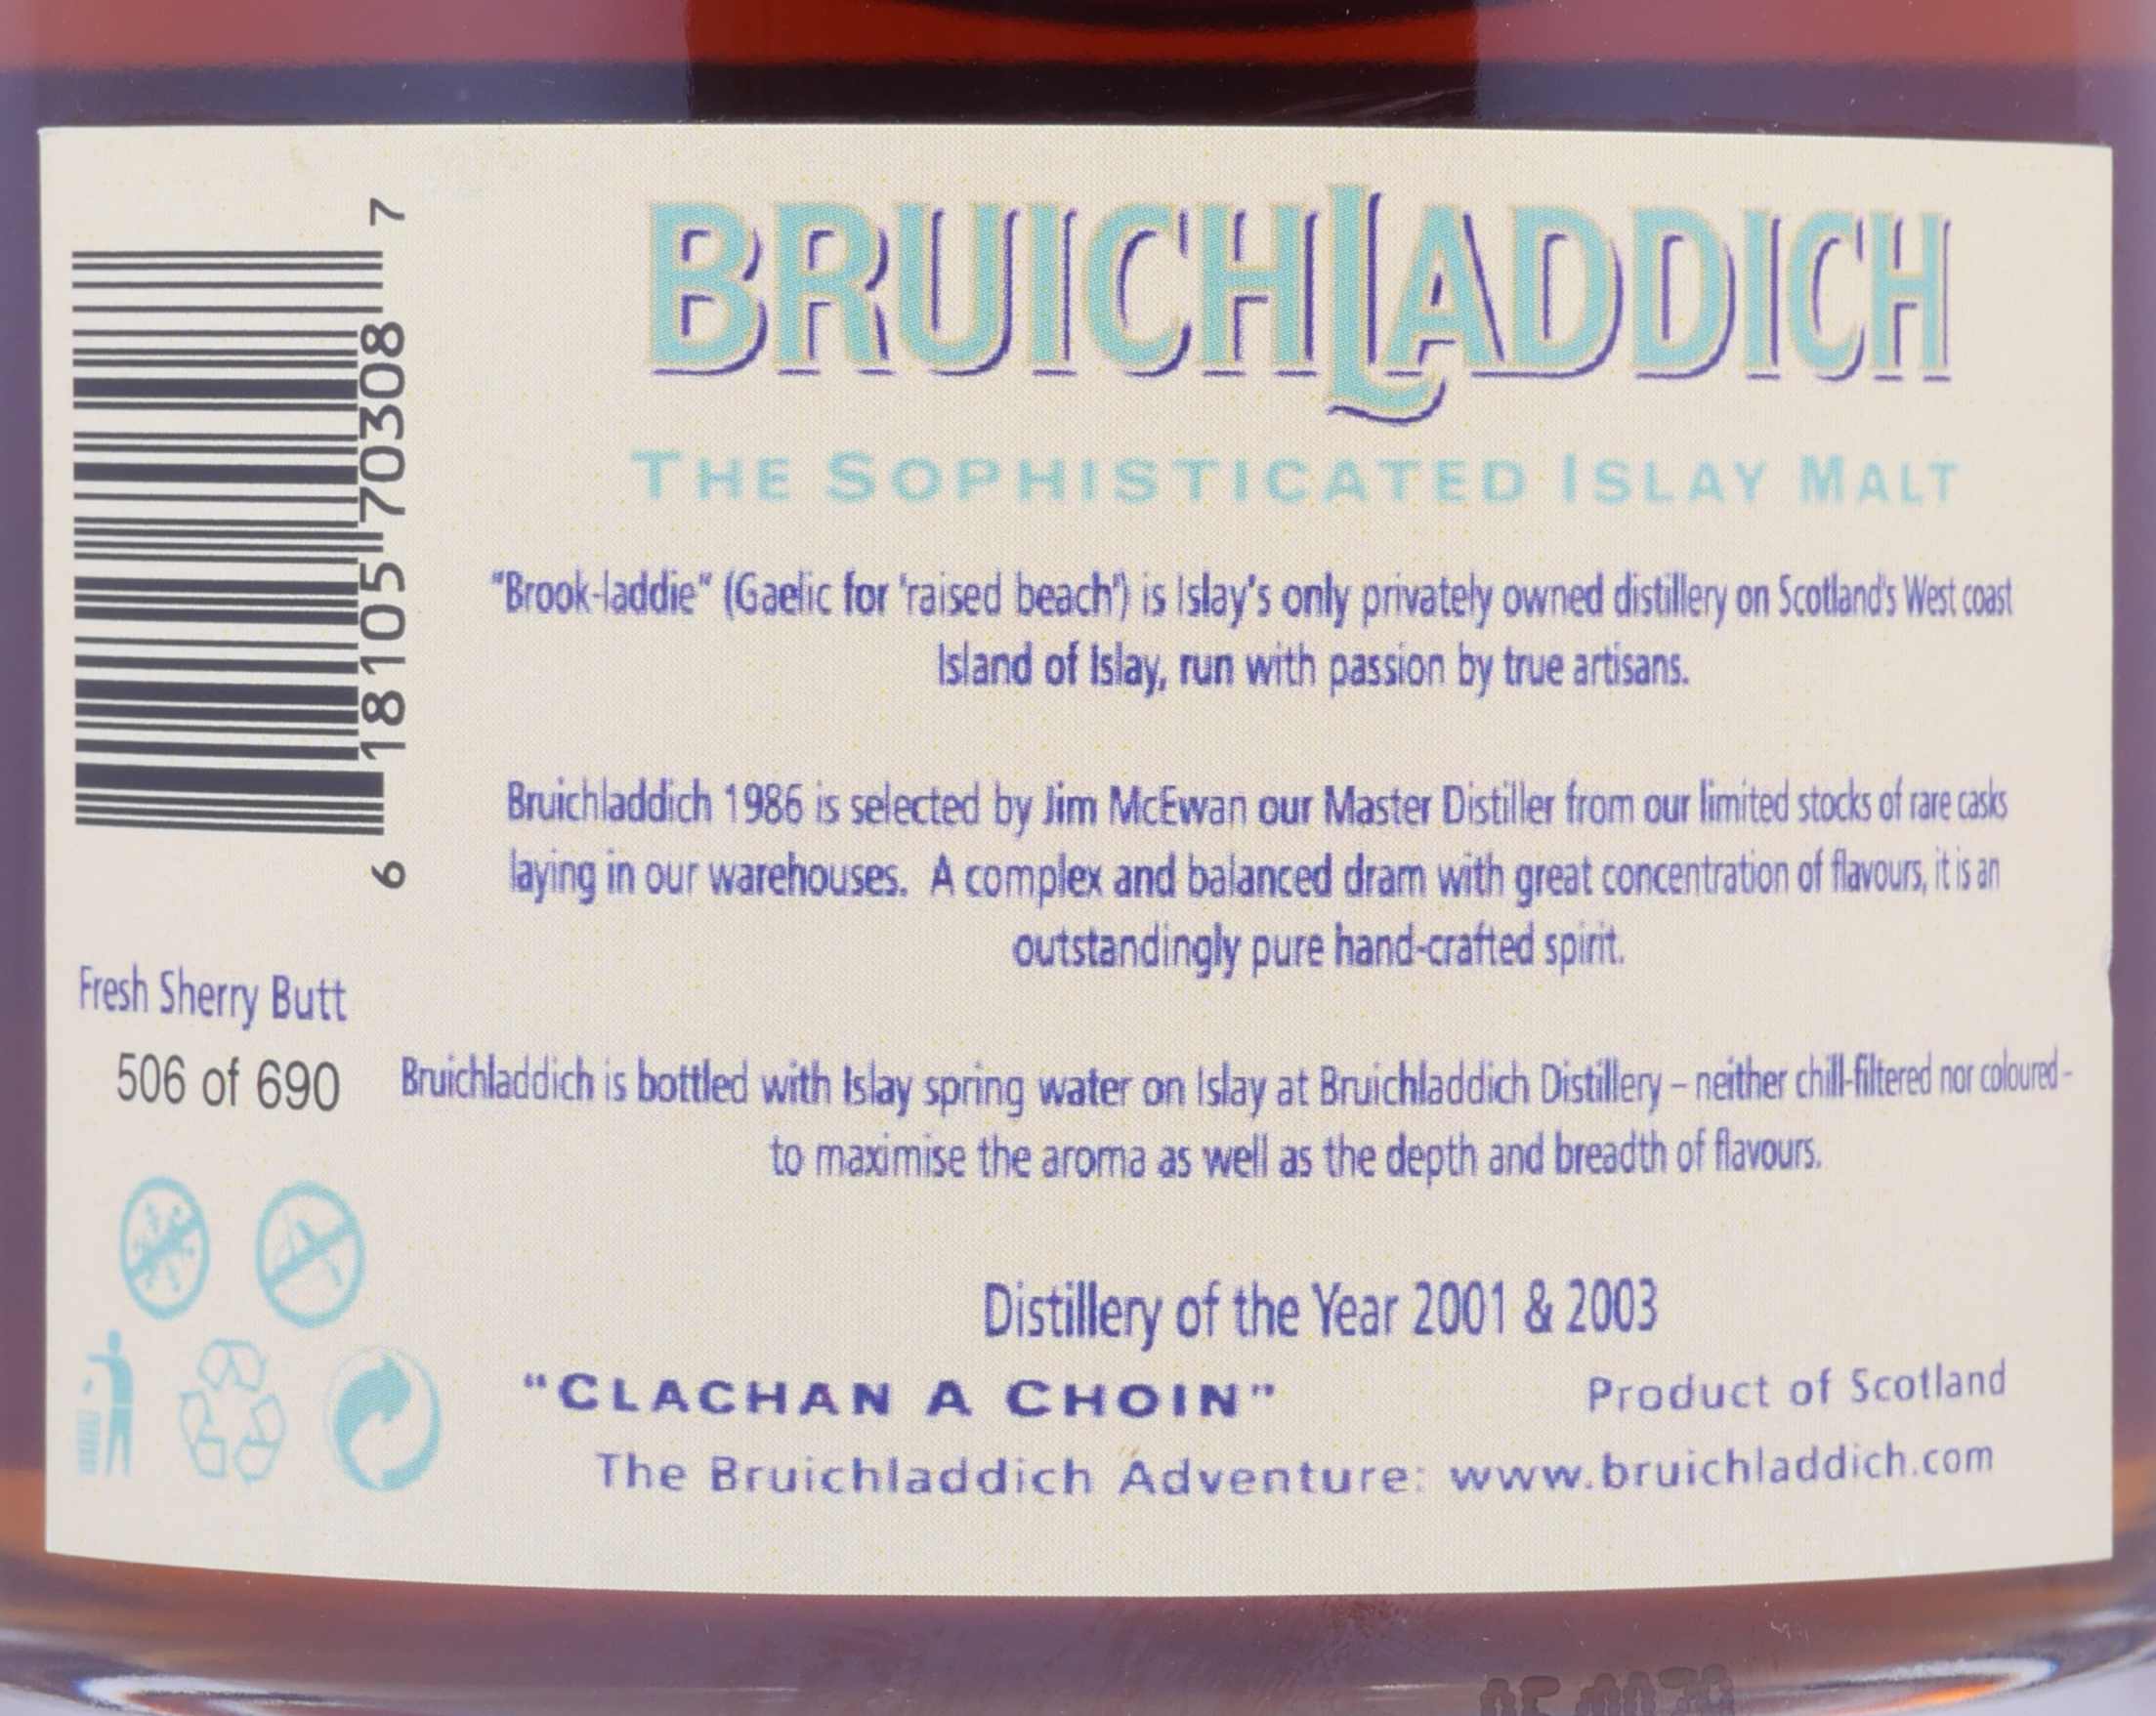 BRUICHLADDICH
THE SOPHISTICATED ISLAY MALT
"Brook-laddie" (Gaelic for 'raised beach') is Islay's only privately owned distillery on Scotland's West coast
Island of Islay, run with passion by true artisans.
Bruichladdich 1986 is selected by Jim McEwan our Master Distiller from our limited stocks of rare casks
laying in our warehouses. A complex and balanced dram with great concentration of flavours, it is an
outstandingly pure hand-crafted spirit.
Bruichladdich is bottled with Islay spring water on Islay at Bruichladdich Distillery – neither chill-filtered nor coloured -
to maximise the aroma as well as the depth and breadth of flavours.
Distillery of the Year 2001 & 2003
"CLACHAN A CHOIN"
Product of Scotland
The Bruichladdich Adventure: www.bruichladdich.com
6 18105 70308 7
Fresh Sherry Butt
506 of 690